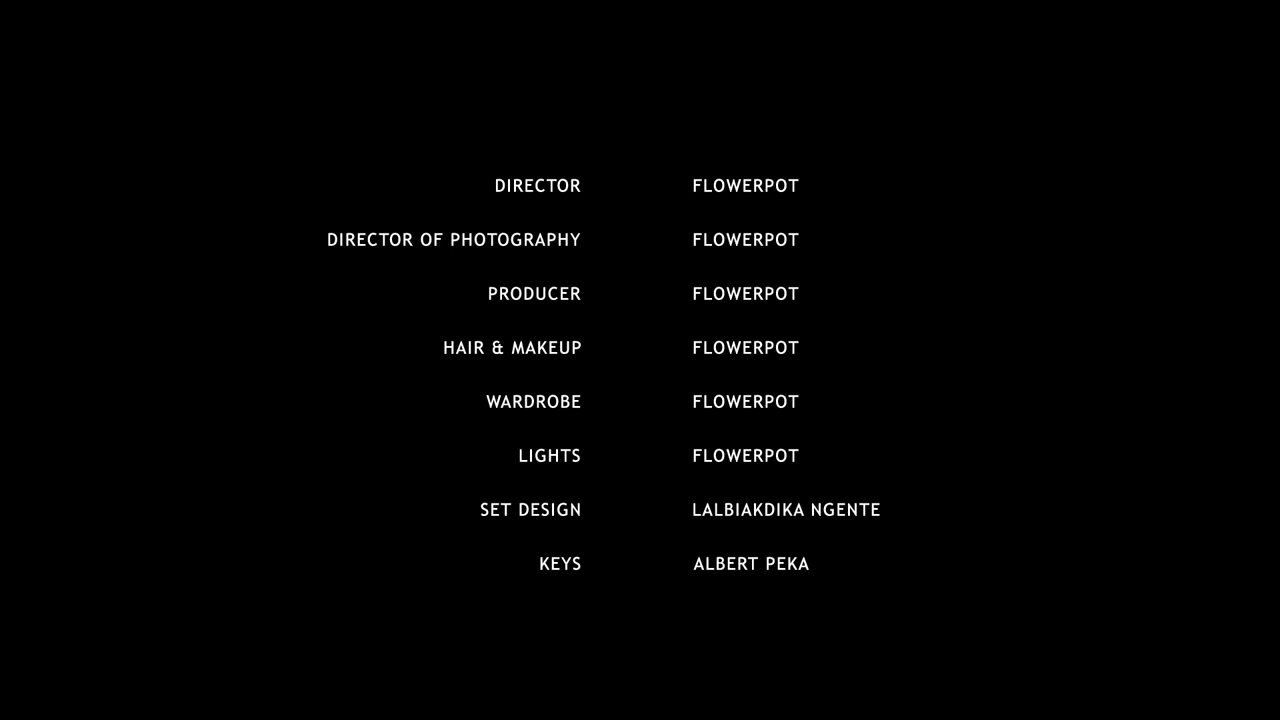 DIRECTOR FLOWERPOT
DIRECTOR OF PHOTOGRAPHY FLOWERPOT
PRODUCER FLOWERPOT
HAIR & MAKEUP FLOWERPOT
WARDROBE FLOWERPOT
LIGHTS FLOWERPOT
SET DESIGN LALBIAKDIKA NGENTE
KEYS ALBERT PEKA